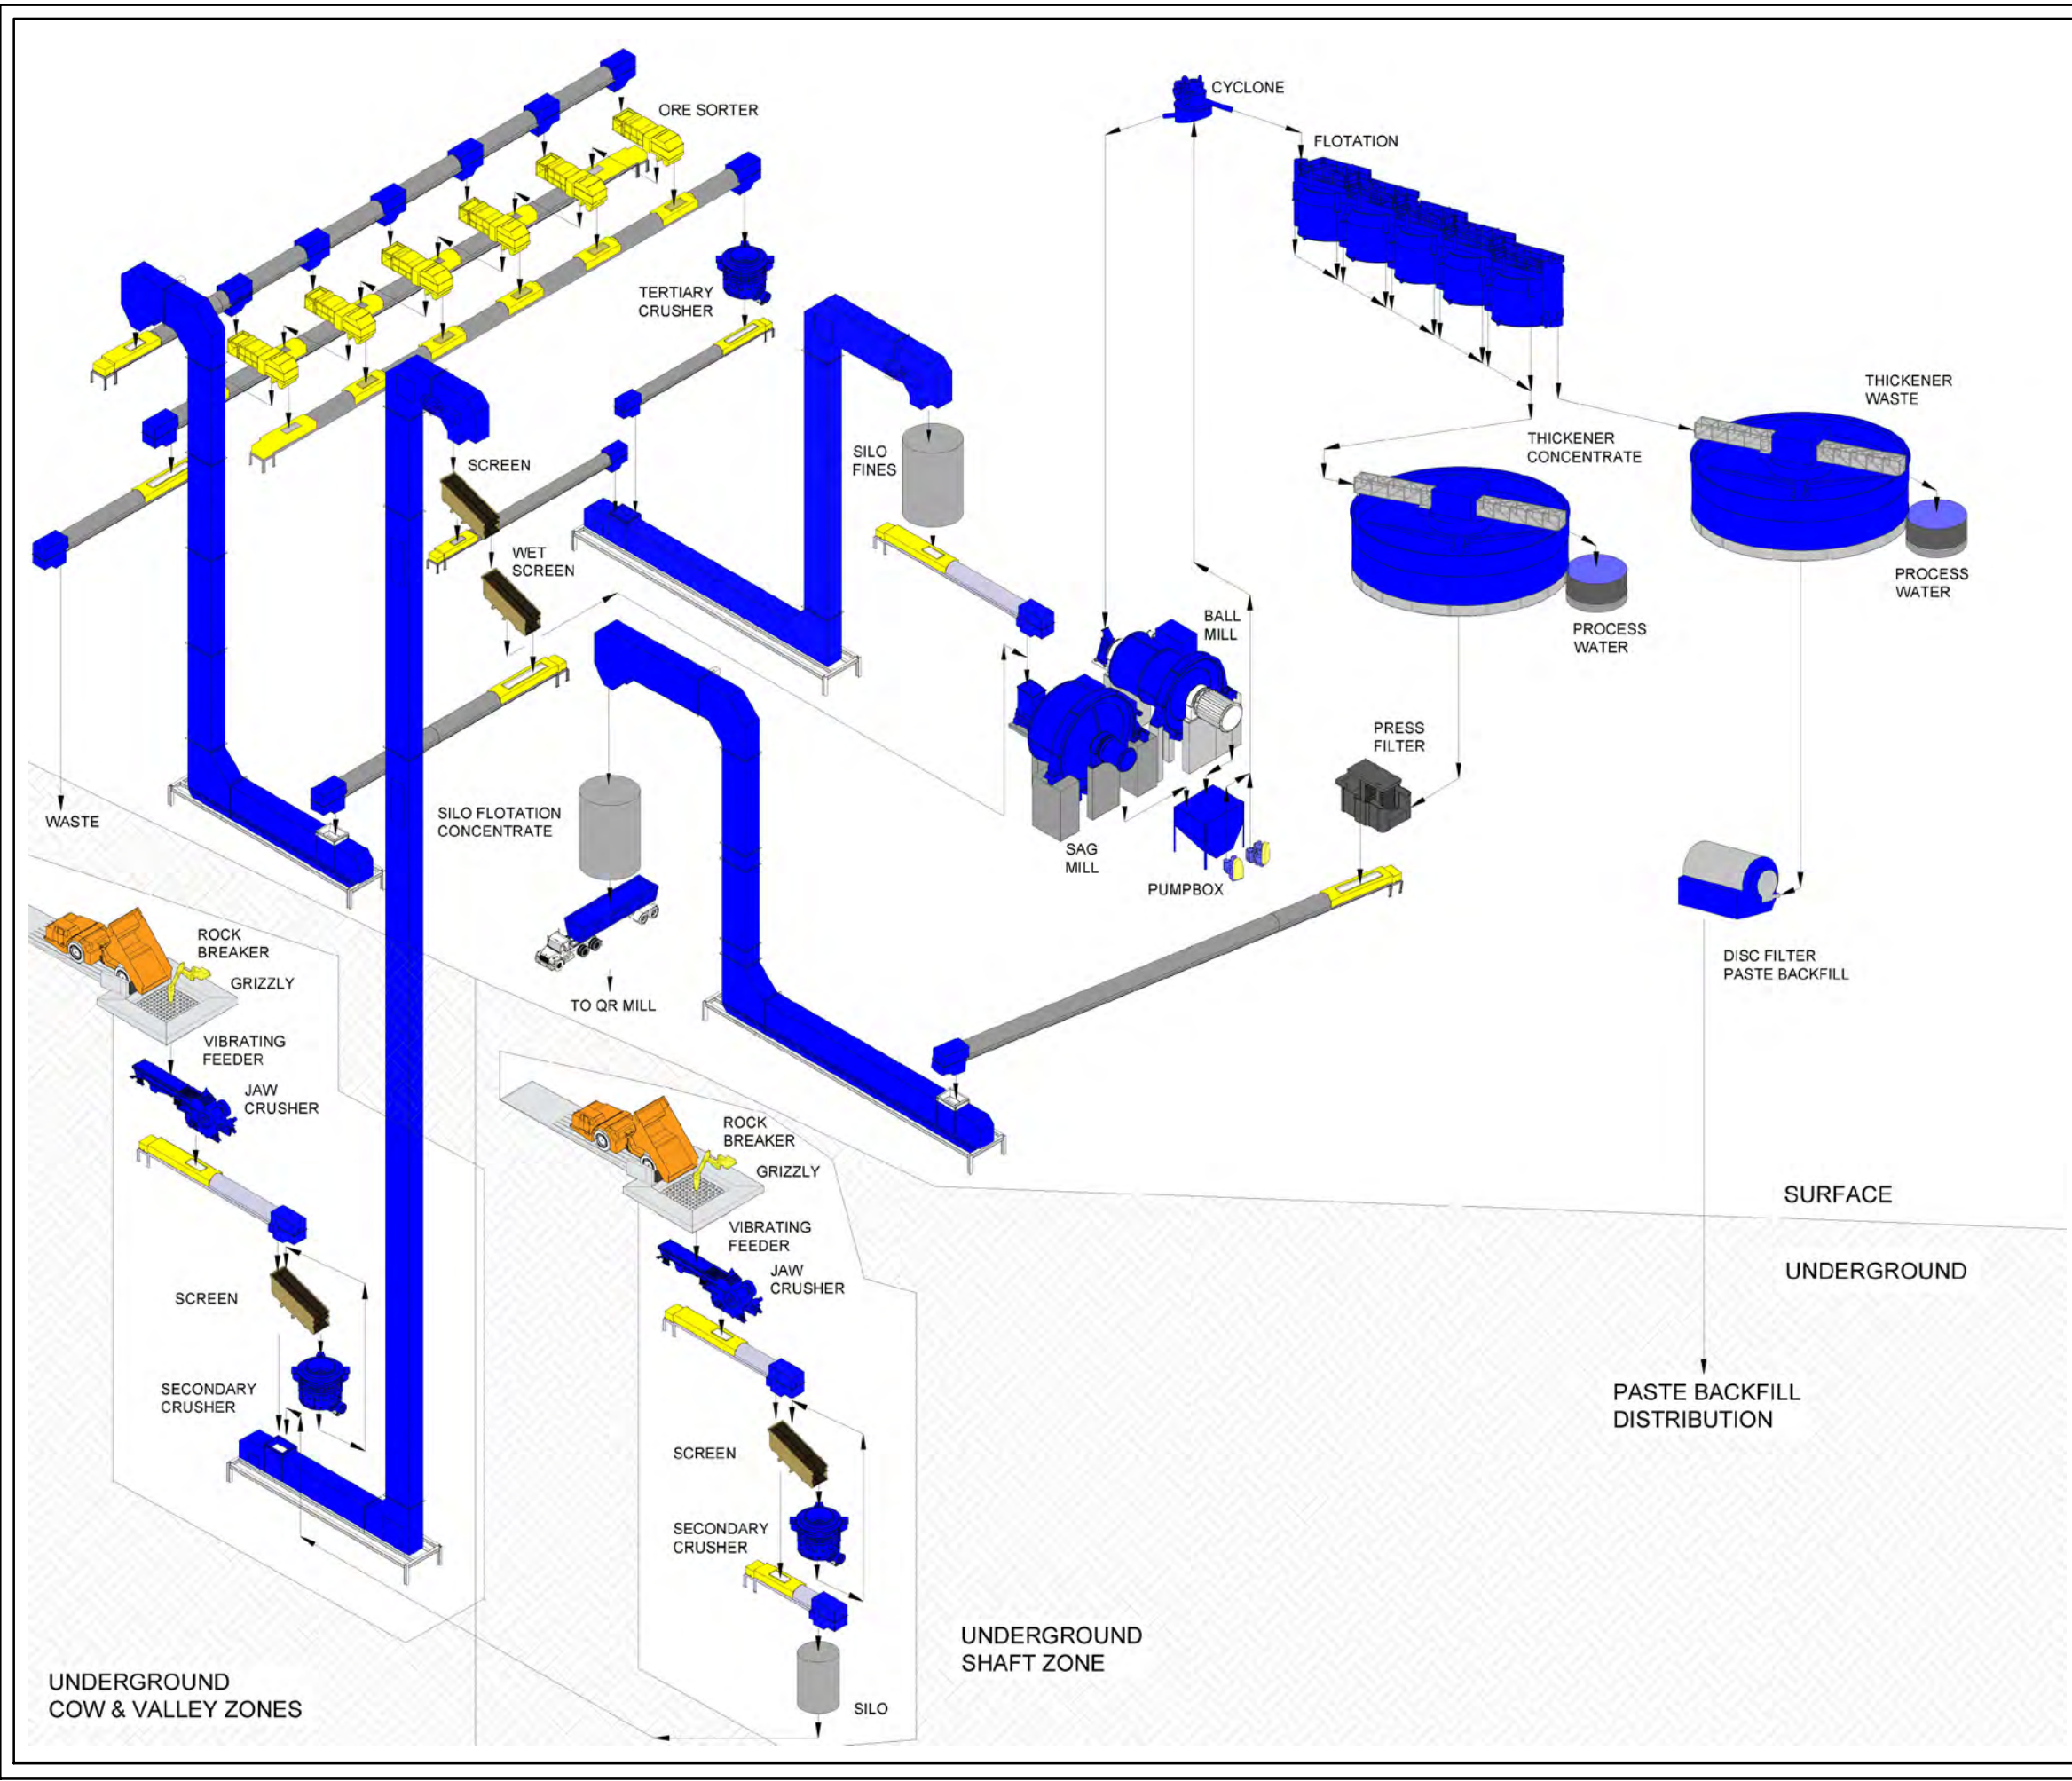 ORE SORTER
CYCLONE
FLOTATION
TERTIARY
CRUSHER
THICKENER
WASTE
SILO
FINES
THICKENER
CONCENTRATE
SCREEN
WET
SCREEN
PROCESS
WATER
BALL
MILL
PROCESS
WATER
PRESS
FILTER
WASTE
SILO FLOTATION
CONCENTRATE
SAG
MILL
PUMPBOX
ROCK
BREAKER
GRIZZLY
DISC FILTER
PASTE BACKFILL
TO QR MILL
VIBRATING
FEEDER
JAW
CRUSHER
ROCK
BREAKER
GRIZZLY
SURFACE
VIBRATING
FEEDER
JAW
CRUSHER
UNDERGROUND
SCREEN
SECONDARY
CRUSHER
PASTE BACKFILL
DISTRIBUTION
SCREEN
SECONDARY
CRUSHER
UNDERGROUND
SHAFT ZONE
UNDERGROUND
COW & VALLEY ZONES
SILO